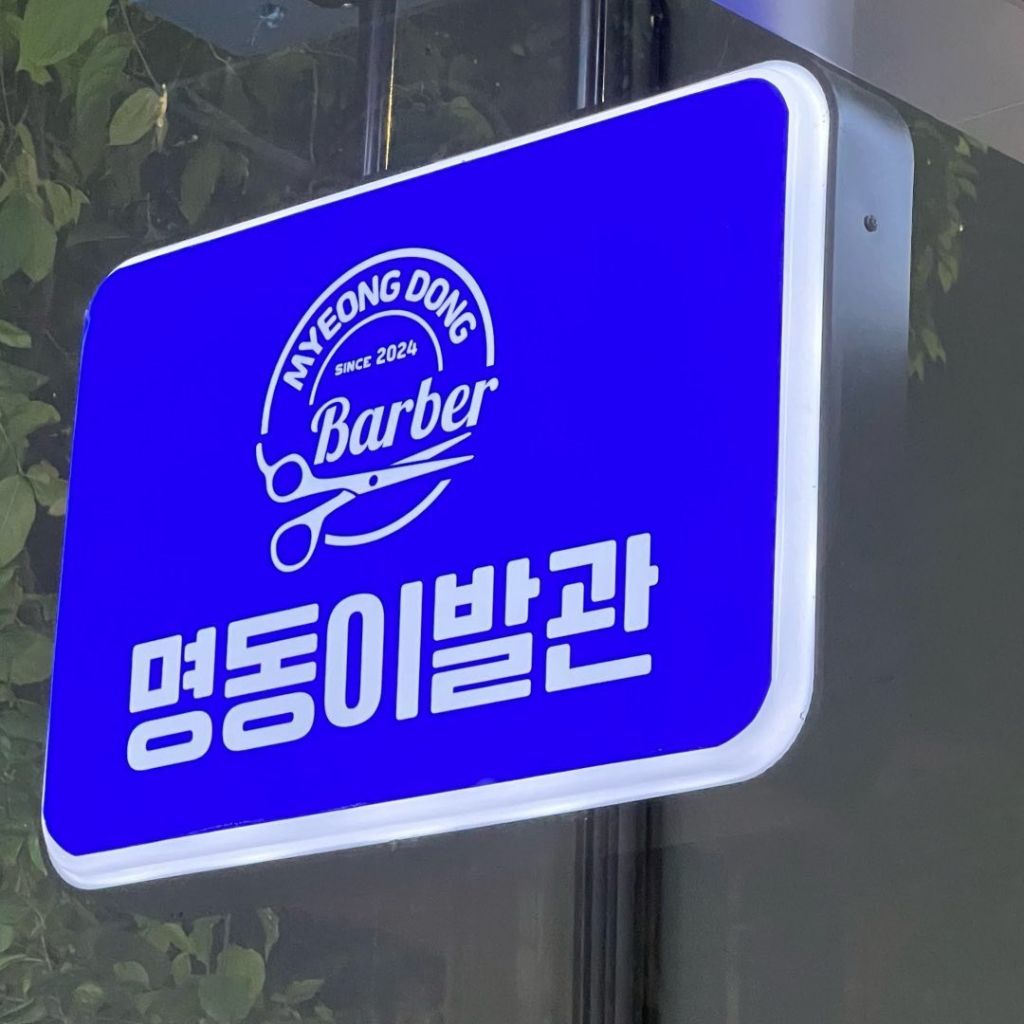 MYEONG DONG
SINCE 2024
Barber
명동이발관